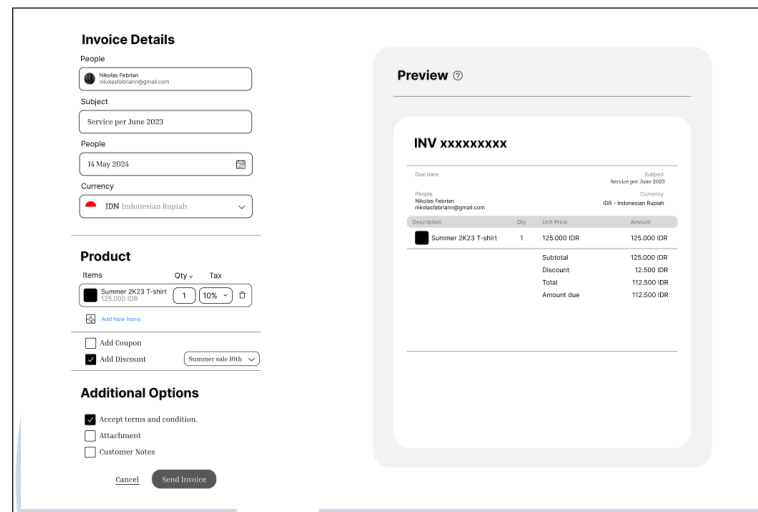 Invoice Details
People
Nikolas Febrian
nikolasfebriann@gmail.com
Subject
Service per June 2023
People
14 May 2024
Currency
IDN Indonesian Rupiah
Product
Items Qty Tax
Summer 2K23 T-shirt
125.000 IDR
1 10%
Add New Items
Add Coupon
Add Discount Summer sale 10th
Additional Options
Accept terms and condition.
Attachment
Customer Notes
Cancel Send Invoice
Preview ?
INV xxxxxxxxx
Due date Subject
Service per June 2023
People Currency
Nikolas Febrian IDR - Indonesian Rupiah
nikolasfebriann@gmail.com
Description Qty Unit Price Amount
Summer 2K23 T-shirt 1 125.000 IDR 125.000 IDR
Subtotal 125.000 IDR
Discount 12.500 IDR
Total 112.500 IDR
Amount due 112.500 IDR